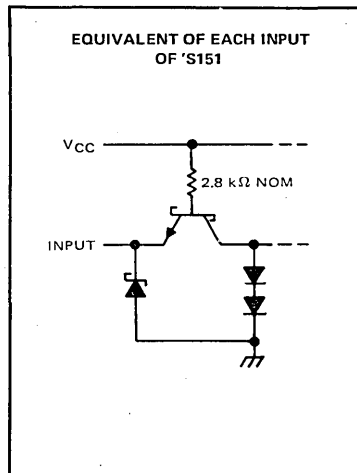 EQUIVALENT OF EACH INPUT
OF 'S151
VCC
2.8 kΩ NOM
INPUT